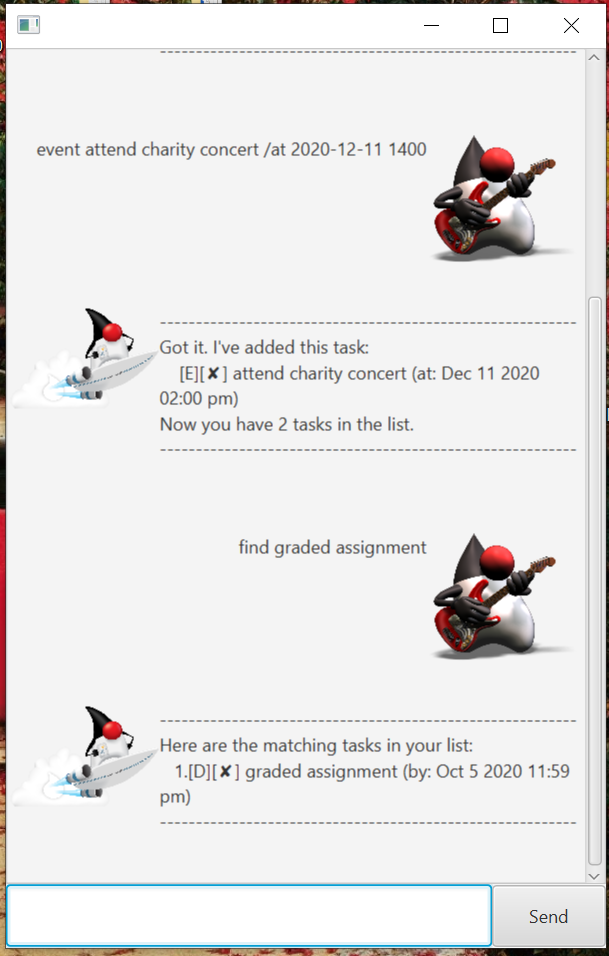 --------------------------------------------------------------------
event attend charity concert /at 2020-12-11 1400
--------------------------------------------------------------------
Got it. I've added this task:
[E][✘] attend charity concert (at: Dec 11 2020
02:00 pm)
Now you have 2 tasks in the list.
--------------------------------------------------------------------
find graded assignment
--------------------------------------------------------------------
Here are the matching tasks in your list:
1.[D][✘] graded assignment (by: Oct 5 2020 11:59
pm)
--------------------------------------------------------------------
Send